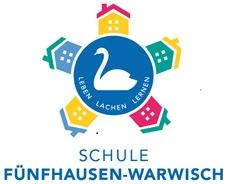 LEBEN LACHEN LERNEN
SCHULE
FÜNFHAUSEN-WARWISCH